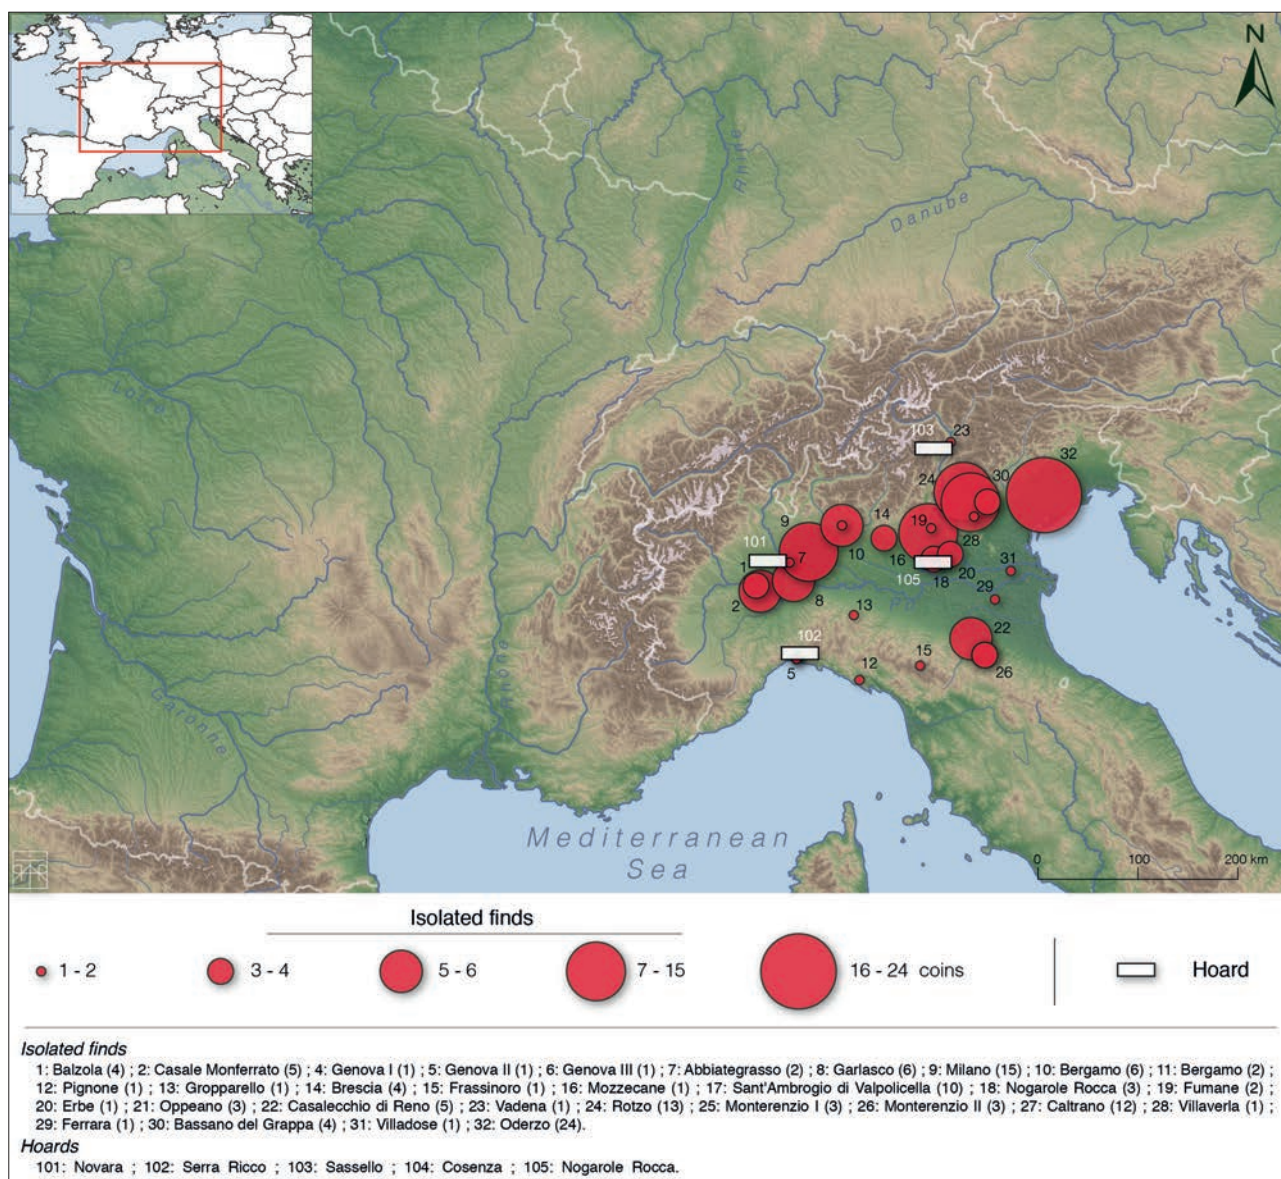 N
Rhine
Danube
Loire
103
23
24
30
32
19
9
14
10
28
31
101
7
16
1
18
20
105
29
2
8
Po
13
22
102
15
5
12
26
Rhône
Garonne
Mediterranean
Sea
0 100 200 km
Isolated finds
1 - 2 3 - 4 5 - 6 7 - 15 16 - 24 coins Hoard
Isolated finds
1: Balzola (4) ; 2: Casale Monferrato (5) ; 4: Genova I (1) ; 5: Genova II (1) ; 6: Genova III (1) ; 7: Abbiategrasso (2) ; 8: Garlasco (6) ; 9: Milano (15) ; 10: Bergamo (6) ; 11: Bergamo (2) ;
12: Pignone (1) ; 13: Gropparello (1) ; 14: Brescia (4) ; 15: Frassinoro (1) ; 16: Mozzecane (1) ; 17: Sant'Ambrogio di Valpolicella (10) ; 18: Nogarole Rocca (3) ; 19: Fumane (2) ;
20: Erbe (1) ; 21: Oppeano (3) ; 22: Casalecchio di Reno (5) ; 23: Vadena (1) ; 24: Rotzo (13) ; 25: Monterenzio I (3) ; 26: Monterenzio II (3) ; 27: Caltrano (12) ; 28: Villaverla (1) ;
29: Ferrara (1) ; 30: Bassano del Grappa (4) ; 31: Villadose (1) ; 32: Oderzo (24).
Hoards
101: Novara ; 102: Serra Ricco ; 103: Sassello ; 104: Cosenza ; 105: Nogarole Rocca.